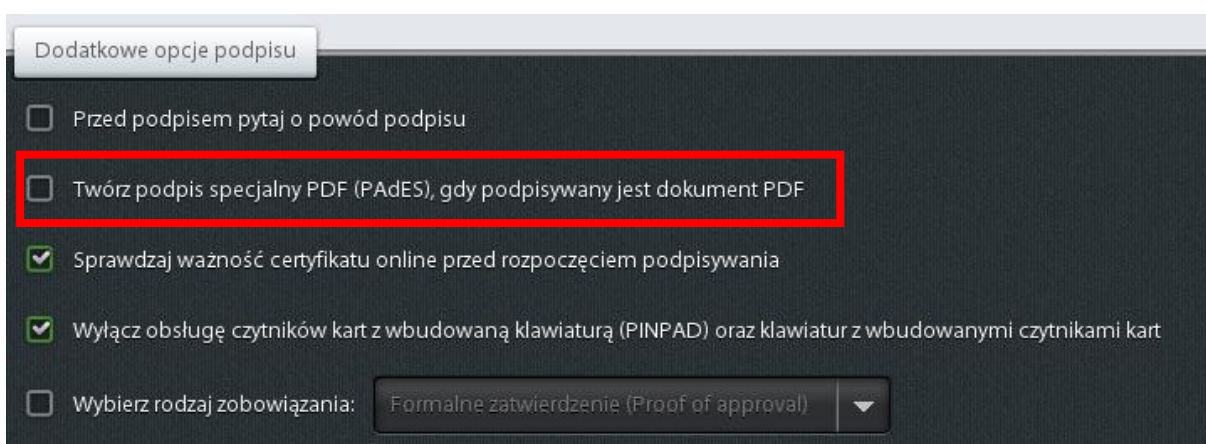 Dodatkowe opcje podpisu
Przed podpisem pytaj o powód podpisu
Twórz podpis specjalny PDF (PAdES), gdy podpisywany jest dokument PDF
Sprawdzaj ważność certyfikatu online przed rozpoczęciem podpisywania
Wyłącz obsługę czytników kart z wbudowaną klawiaturą (PINPAD) oraz klawiatur z wbudowanymi czytnikami kart
Wybierz rodzaj zobowiązania: Formalne zatwierdzenie (Proof of approval)